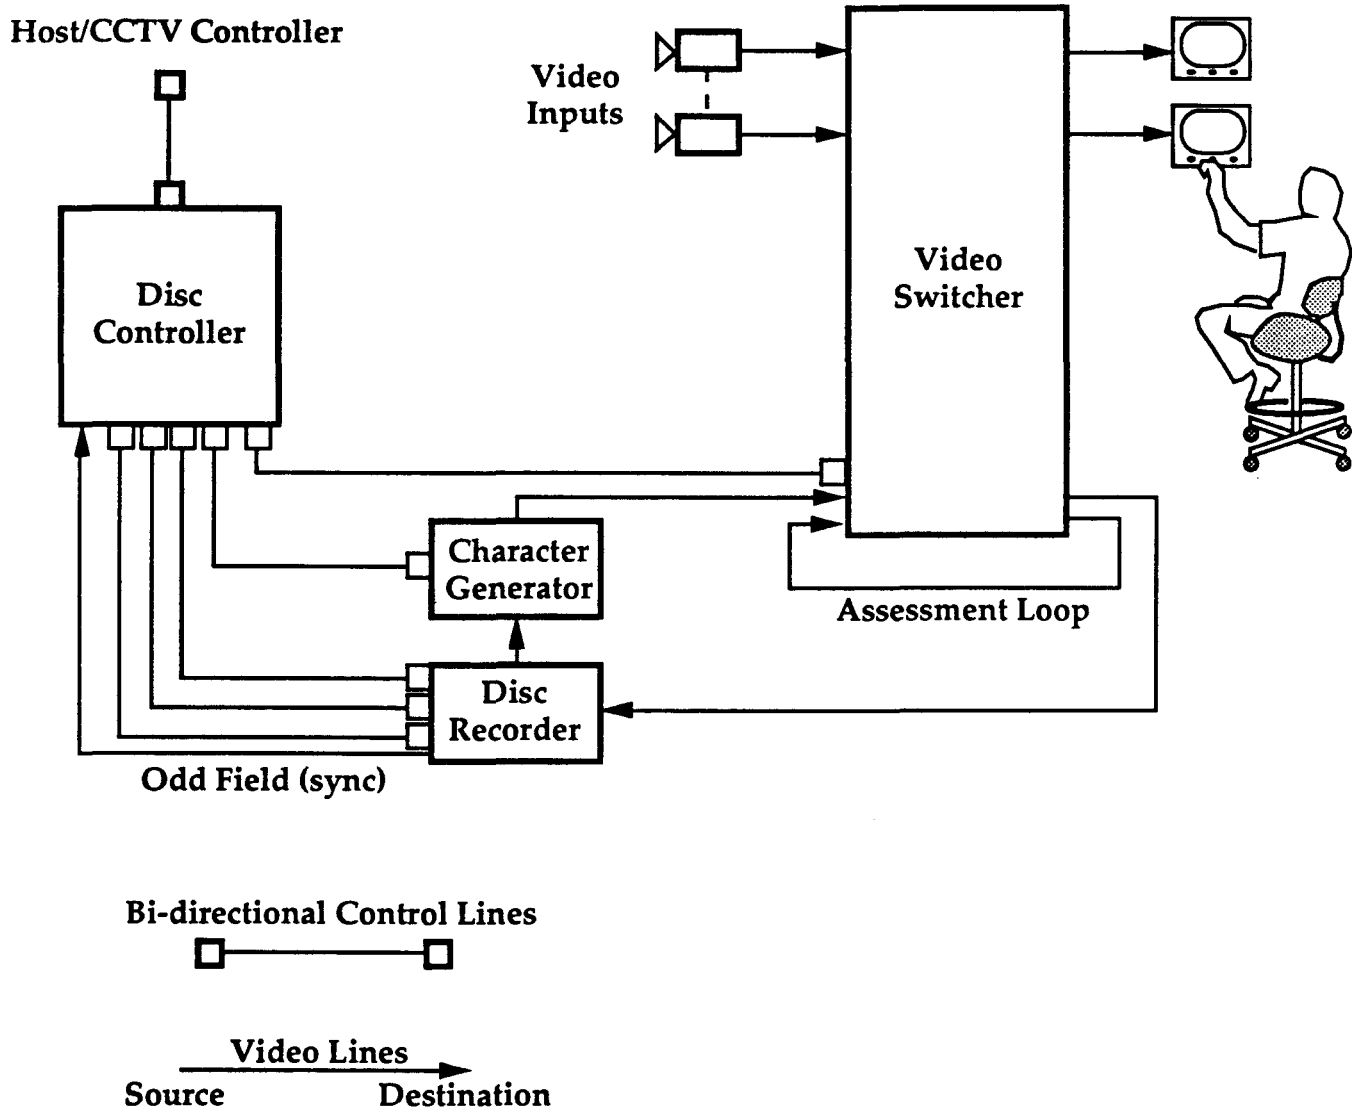 Host/CCTV Controller
Video
Inputs
Disc
Controller
Video
Switcher
Character
Generator
Assessment Loop
Disc
Recorder
Odd Field (sync)
Bi-directional Control Lines
Video Lines
Source
Destination